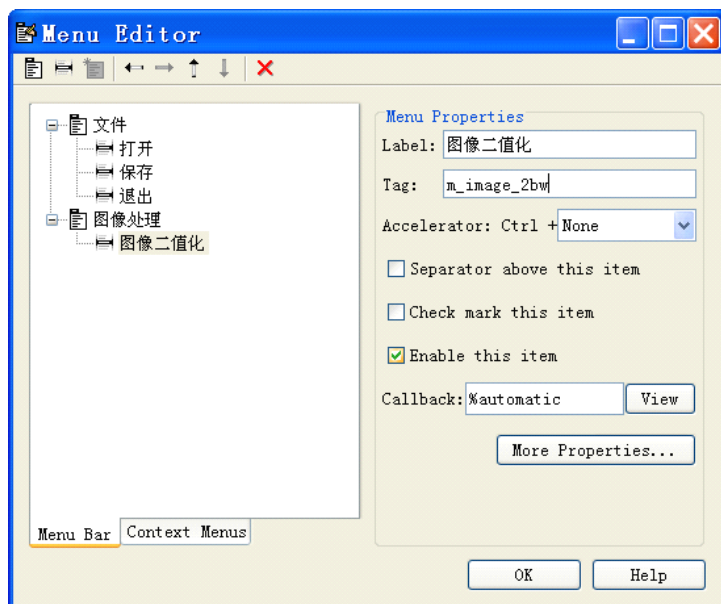 Menu Editor
文件
打开
保存
退出
图像处理
图像二值化
Menu Bar
Context Menus
Menu Properties
Label: 图像二值化
Tag: m_image_2bw
Accelerator: Ctrl + None
Separator above this item
Check mark this item
Enable this item
Callback: %automatic View
More Properties...
OK Help